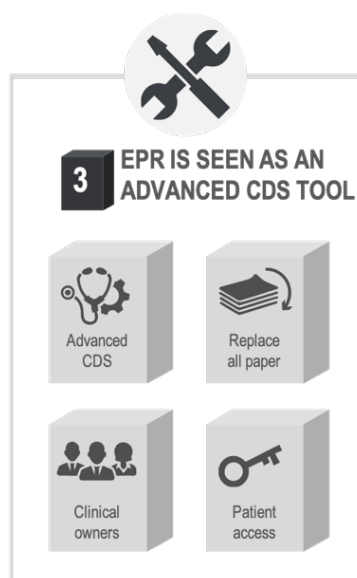 3
EPR IS SEEN AS AN
ADVANCED CDS TOOL
Advanced
CDS
Replace
all paper
Clinical
owners
Patient
access